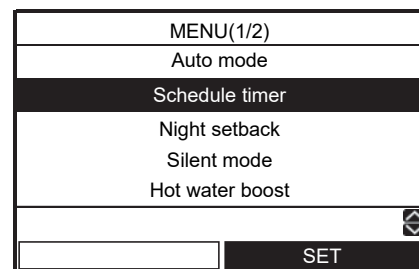 MENU(1/2)
Auto mode
Schedule timer
Night setback
Silent mode
Hot water boost
SET